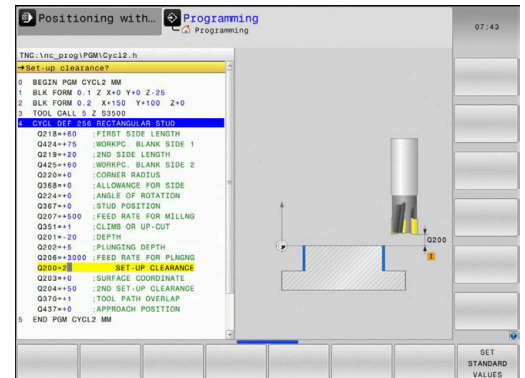 Positioning with...
Programming
Programming
07:43
TNC:\nc_prog\PGM\Cycl2.h
→Set-up clearance?
0 BEGIN PGM CYCL2 MM
1 BLK FORM 0.1 Z X+0 Y+0 Z-25
2 BLK FORM 0.2 X+150 Y+100 Z+0
3 TOOL CALL 5 Z S3500
4 CYCL DEF 256 RECTANGULAR STUD
Q218=+60 ;FIRST SIDE LENGTH
Q424=+75 ;WORKPC. BLANK SIDE 1
Q219=+20 ;2ND SIDE LENGTH
Q425=+60 ;WORKPC. BLANK SIDE 2
Q220=+0 ;CORNER RADIUS
Q368=+0 ;ALLOWANCE FOR SIDE
Q224=+0 ;ANGLE OF ROTATION
Q367=+0 ;STUD POSITION
Q207=+500 ;FEED RATE FOR MILLNG
Q351=+1 ;CLIMB OR UP-CUT
Q201=-20 ;DEPTH
Q202=+5 ;PLUNGING DEPTH
Q206=+3000 ;FEED RATE FOR PLNGNG
Q200=2 SET-UP CLEARANCE
Q203=+0 ;SURFACE COORDINATE
Q204=+50 ;2ND SET-UP CLEARANCE
Q370=+1 ;TOOL PATH OVERLAP
Q437=+0 ;APPROACH POSITION
5 END PGM CYCL2 MM
Q200
I
SET
STANDARD
VALUES